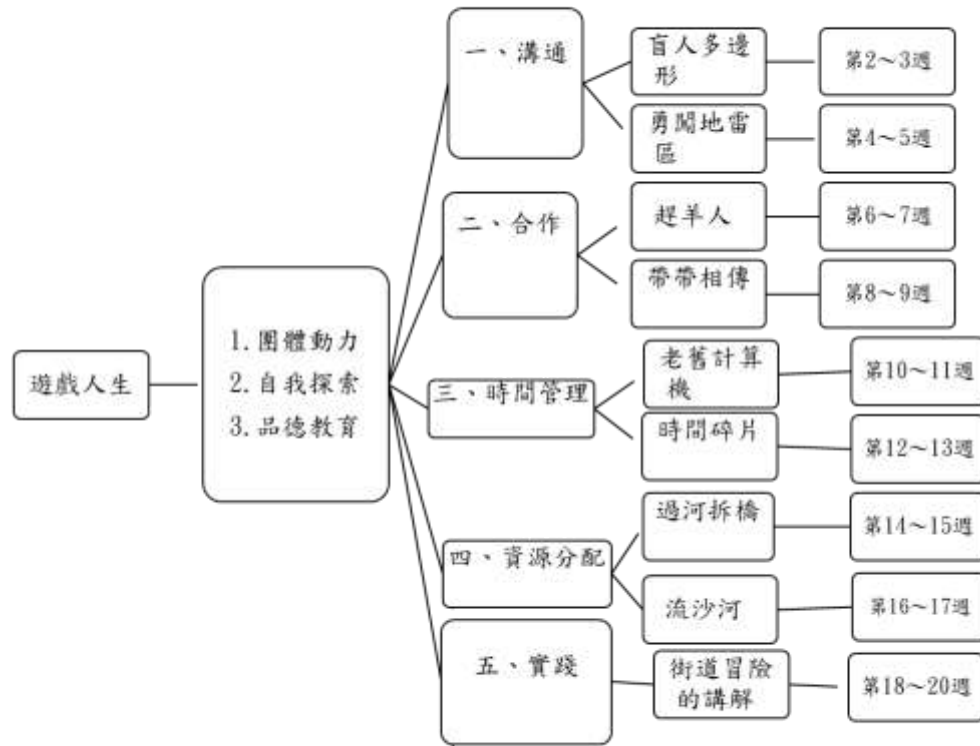 一、溝通
盲人多邊
形
第2～3週
勇闖地雷
區
第4～5週
二、合作
趕羊人
第6～7週
帶帶相傳
第8～9週
遊戲人生
1.團體動力
2.自我探索
3.品德教育
三、時間管理
老舊計算
機
第10～11週
時間碎片
第12～13週
四、資源分配
過河拆橋
第14～15週
流沙河
第16～17週
五、實踐
街道冒險
的講解
第18～20週